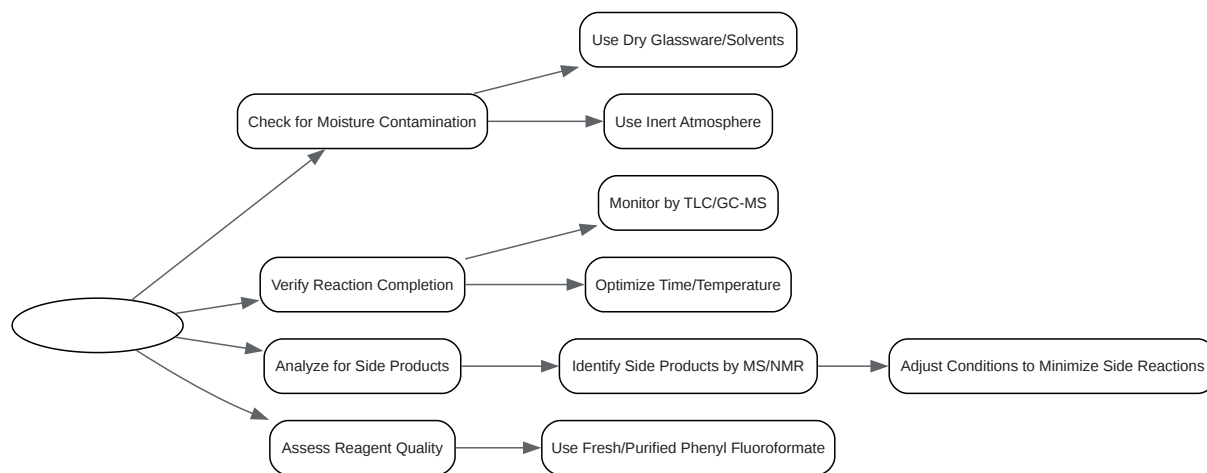 Use Dry Glassware/Solvents
Check for Moisture Contamination
Use Inert Atmosphere
Monitor by TLC/GC-MS
Verify Reaction Completion
Optimize Time/Temperature
Analyze for Side Products
Identify Side Products by MS/NMR
Adjust Conditions to Minimize Side Reactions
Assess Reagent Quality
Use Fresh/Purified Phenyl Fluoroformate